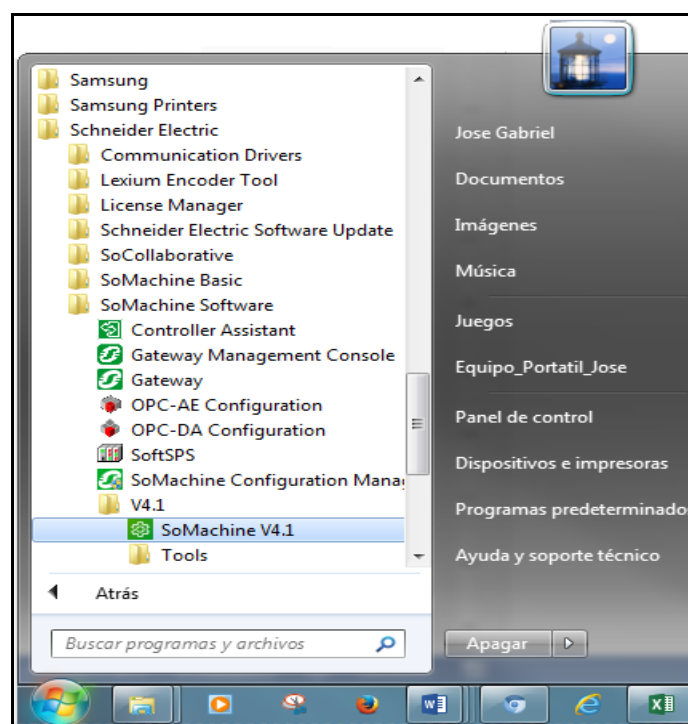 Samsung
Samsung Printers
Schneider Electric
Communication Drivers
Lexium Encoder Tool
License Manager
Schneider Electric Software Update
SoCollaborative
SoMachine Basic
SoMachine Software
Controller Assistant
Gateway Management Console
Gateway
OPC-AE Configuration
OPC-DA Configuration
SoftSPS
SoMachine Configuration Mana
V4.1
SoMachine V4.1
Tools
Atrás
Buscar programas y archivos
Jose Gabriel
Documentos
Imágenes
Música
Juegos
Equipo_Portatil_Jose
Panel de control
Dispositivos e impresoras
Programas predeterminado
Ayuda y soporte técnico
Apagar